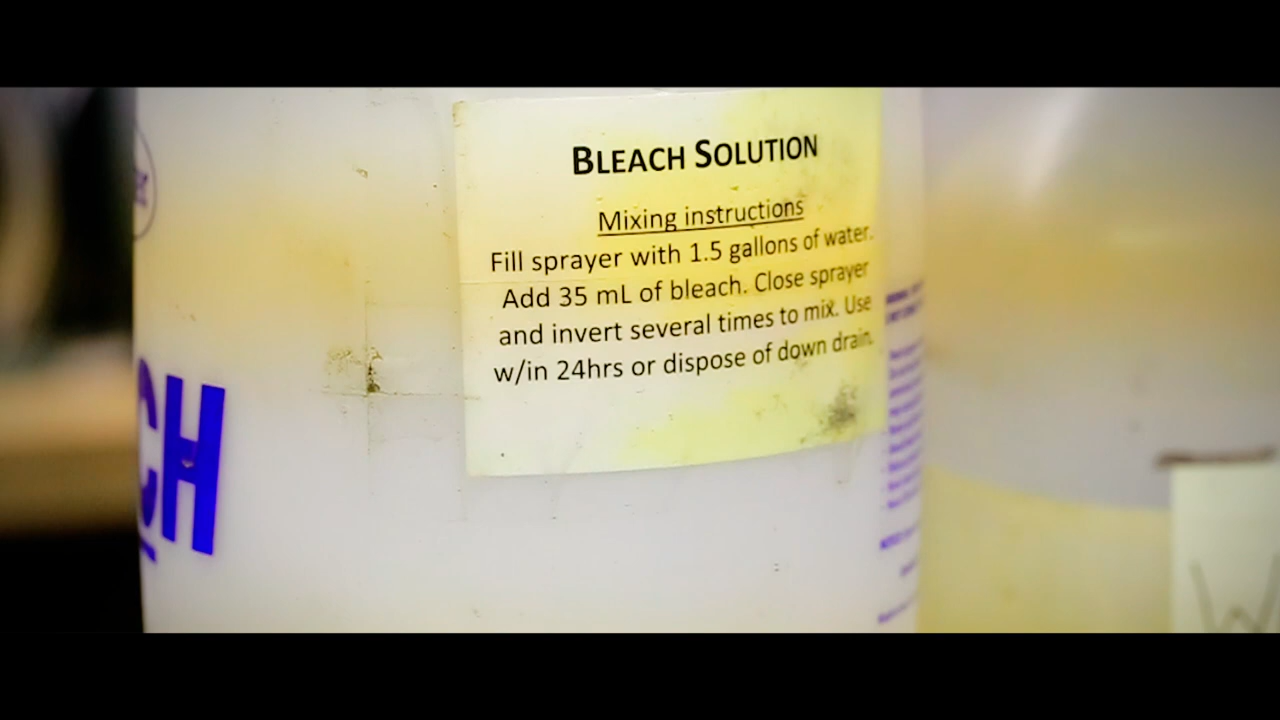 BLEACH SOLUTION
Mixing instructions
Fill sprayer with 1.5 gallons of water.
Add 35 mL of bleach. Close sprayer
and invert several times to mix. Use
w/in 24hrs or dispose of down drain.
CH
W